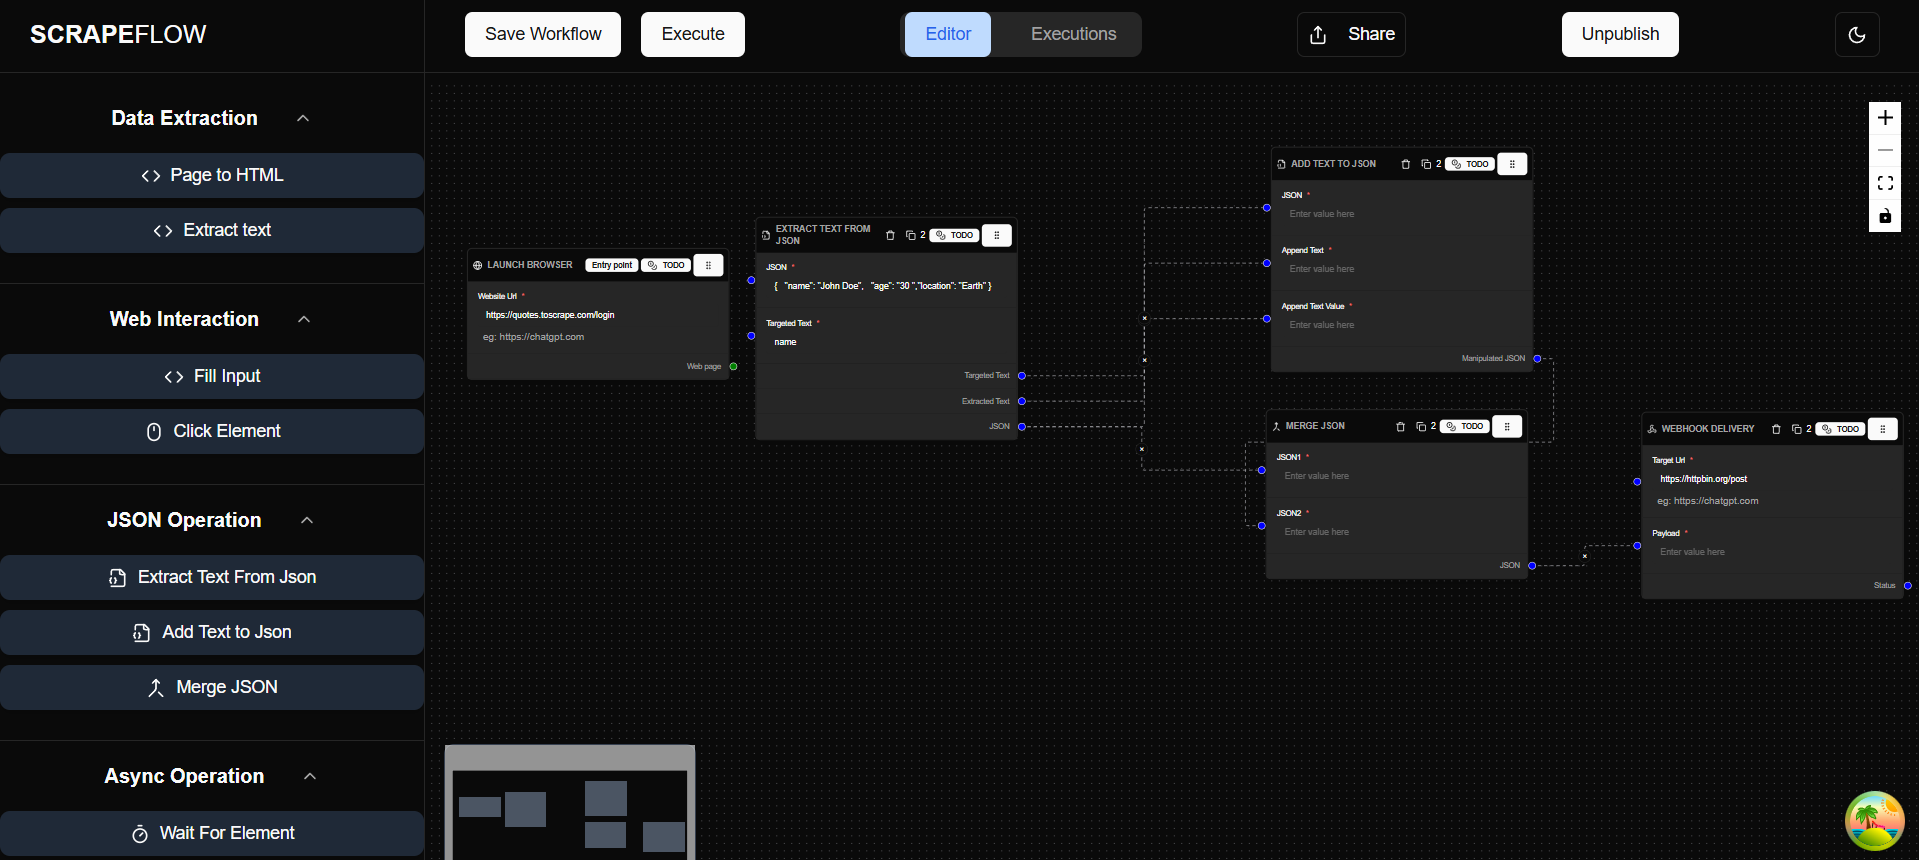 SCRAPEFLOW
Save Workflow
Execute
Editor
Executions
Share
Unpublish
Data Extraction
Page to HTML
Extract text
Web Interaction
Fill Input
Click Element
JSON Operation
Extract Text From Json
Add Text to Json
Merge JSON
Async Operation
Wait For Element
LAUNCH BROWSER
Entry point
TODO
Website Url *
https://quotes.toscrape.com/login
eg: https://chatgpt.com
Web page
EXTRACT TEXT FROM
JSON
2
TODO
JSON *
{ "name": "John Doe", "age": "30 ","location": "Earth" }
Targeted Text *
name
Targeted Text
Extracted Text
JSON
ADD TEXT TO JSON
2
TODO
JSON *
Enter value here
Append Text *
Enter value here
Append Text Value *
Enter value here
Manipulated JSON
MERGE JSON
2
TODO
JSON1 *
Enter value here
JSON2 *
Enter value here
JSON
WEBHOOK DELIVERY
2
TODO
Target Url *
https://httpbin.org/post
eg: https://chatgpt.com
Payload *
Enter value here
Status